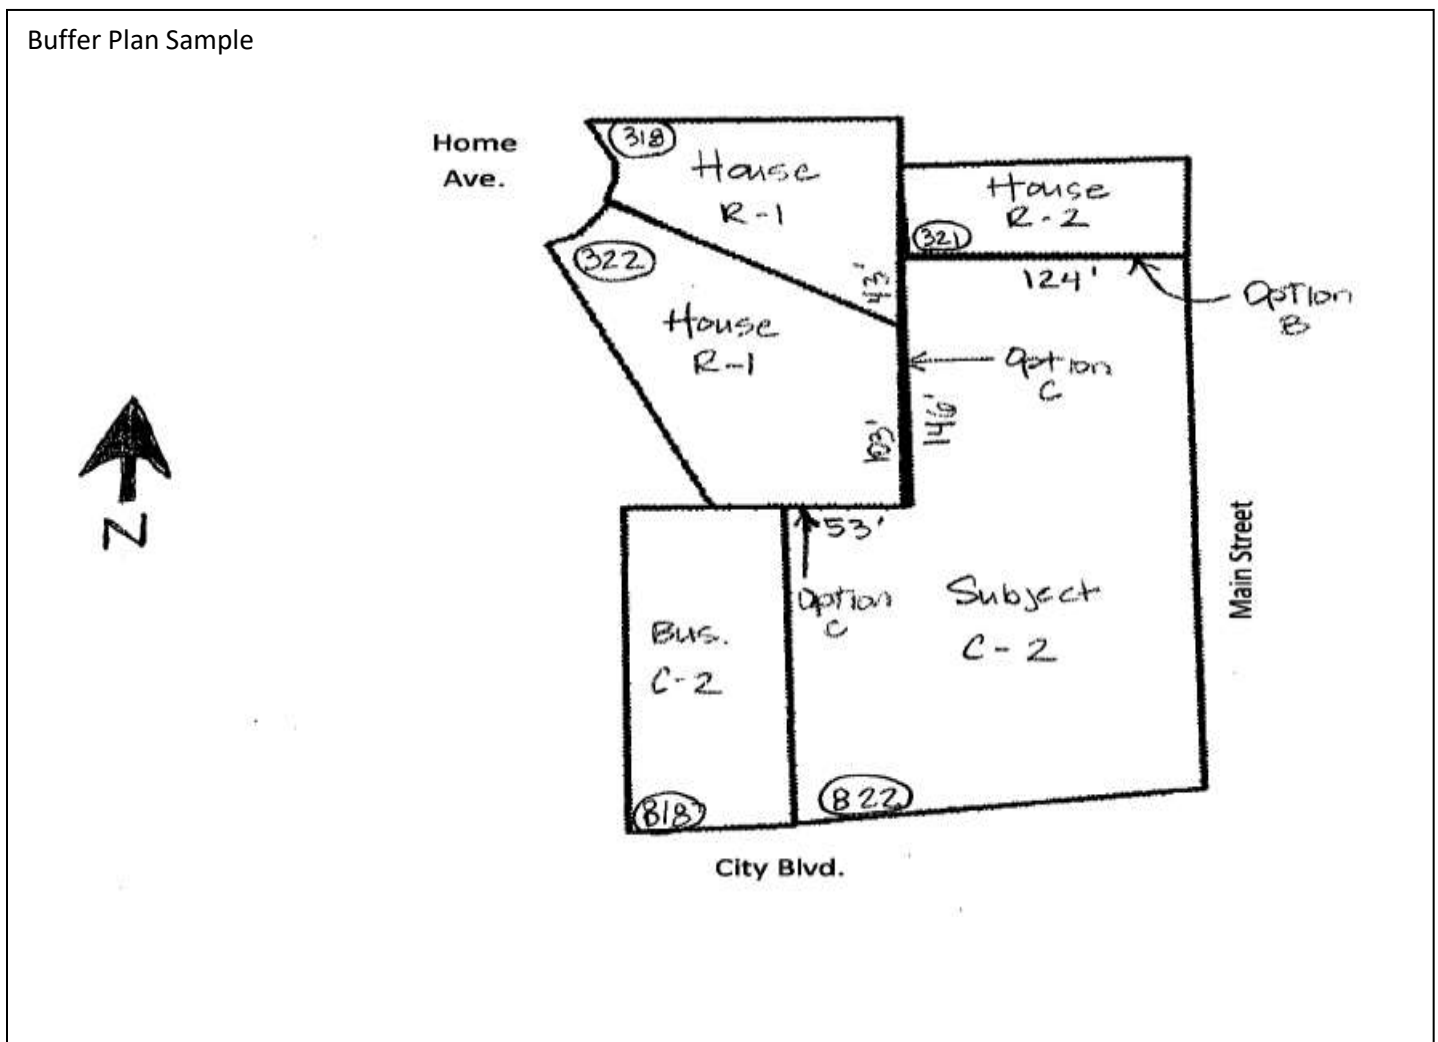 Buffer Plan Sample
Home
Ave.
318
House
R-1
House
R-2
321
322
43'
124'
Option
B
House
R-1
Option
C
103'
146'
N
53'
Option
C
Subject
C-2
Main Street
Bus.
C-2
818
822
City Blvd.